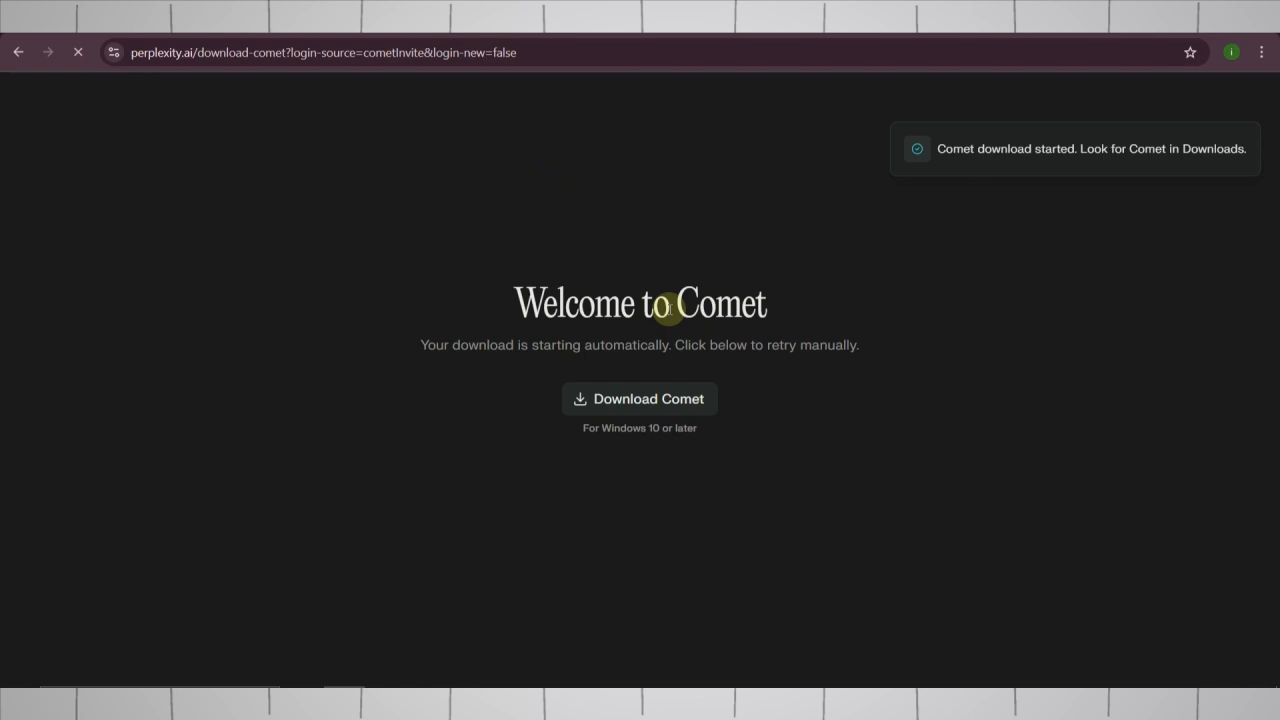 perplexity.ai/download-comet?login-source=cometInvite&login-new=false
i
Comet download started. Look for Comet in Downloads.
Welcome to Comet
Your download is starting automatically. Click below to retry manually.
Download Comet
For Windows 10 or later